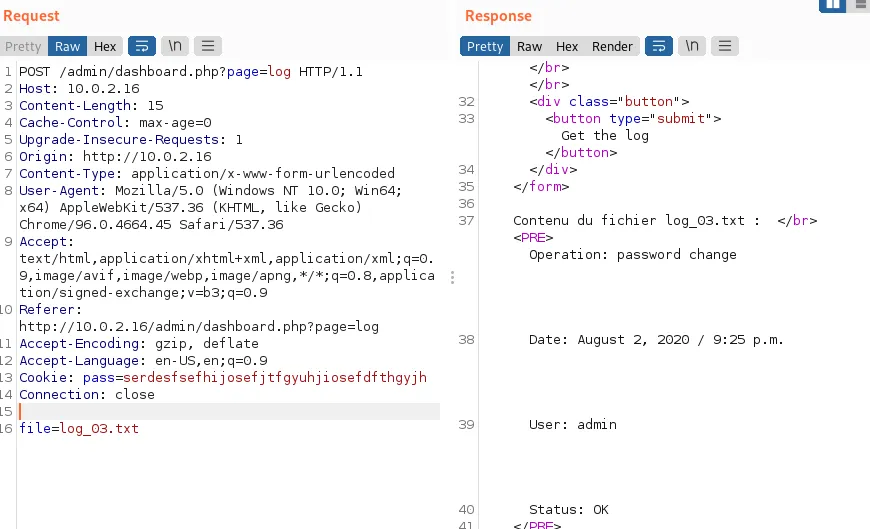 Request
Pretty Raw Hex \n
1 POST /admin/dashboard.php?page=log HTTP/1.1
2 Host: 10.0.2.16
3 Content-Length: 15
4 Cache-Control: max-age=0
5 Upgrade-Insecure-Requests: 1
6 Origin: http://10.0.2.16
7 Content-Type: application/x-www-form-urlencoded
8 User-Agent: Mozilla/5.0 (Windows NT 10.0; Win64;
x64) AppleWebKit/537.36 (KHTML, like Gecko)
Chrome/96.0.4664.45 Safari/537.36
9 Accept:
text/html,application/xhtml+xml,application/xml;q=0.
9,image/avif,image/webp,image/apng,*/*;q=0.8,applica
tion/signed-exchange;v=b3;q=0.9
10 Referer:
http://10.0.2.16/admin/dashboard.php?page=log
11 Accept-Encoding: gzip, deflate
12 Accept-Language: en-US,en;q=0.9
13 Cookie: pass=serdesfsefhijosefjtfgyuhjiosefdfthgyjh
14 Connection: close
15
16 file=log_03.txt
Response
Pretty Raw Hex Render \n
</br>
</br>
32 <div class="button">
33 <button type="submit">
Get the log
</button>
34 </div>
35 </form>
36
37 Contenu du fichier log_03.txt : </br>
<PRE>
Operation: password change
38 Date: August 2, 2020 / 9:25 p.m.
39 User: admin
40 Status: OK
41 </PRE>